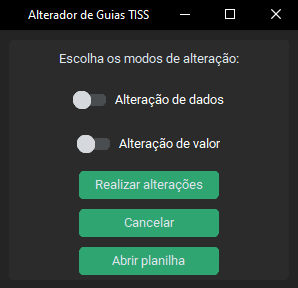 Alterador de Guias TISS
Escolha os modos de alteração:
Alteração de dados
Alteração de valor
Realizar alterações
Cancelar
Abrir planilha